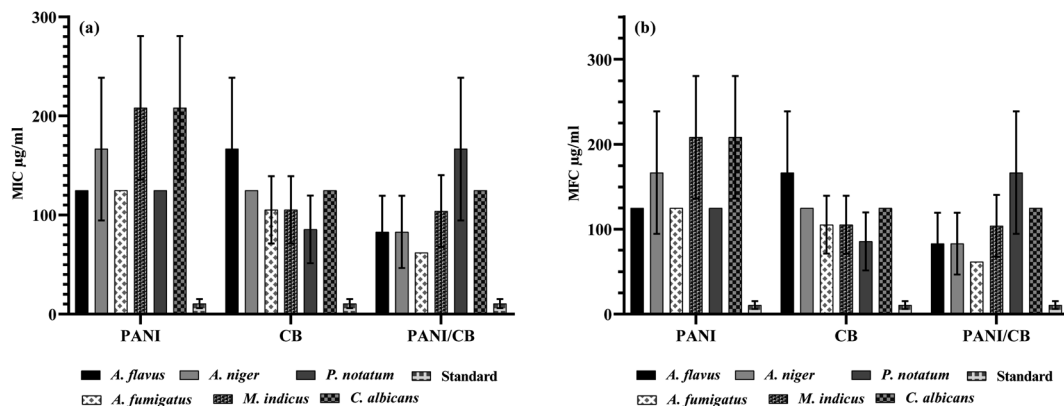 (a)
MIC µg/ml
300
200
100
0
PANI CB PANI/CB
A. flavus A. niger P. notatum Standard
A. fumigatus M. indicus C. albicans
(b)
MFC µg/ml
300
200
100
0
PANI CB PANI/CB
A. flavus A. niger P. notatum Standard
A. fumigatus M. indicus C. albicans